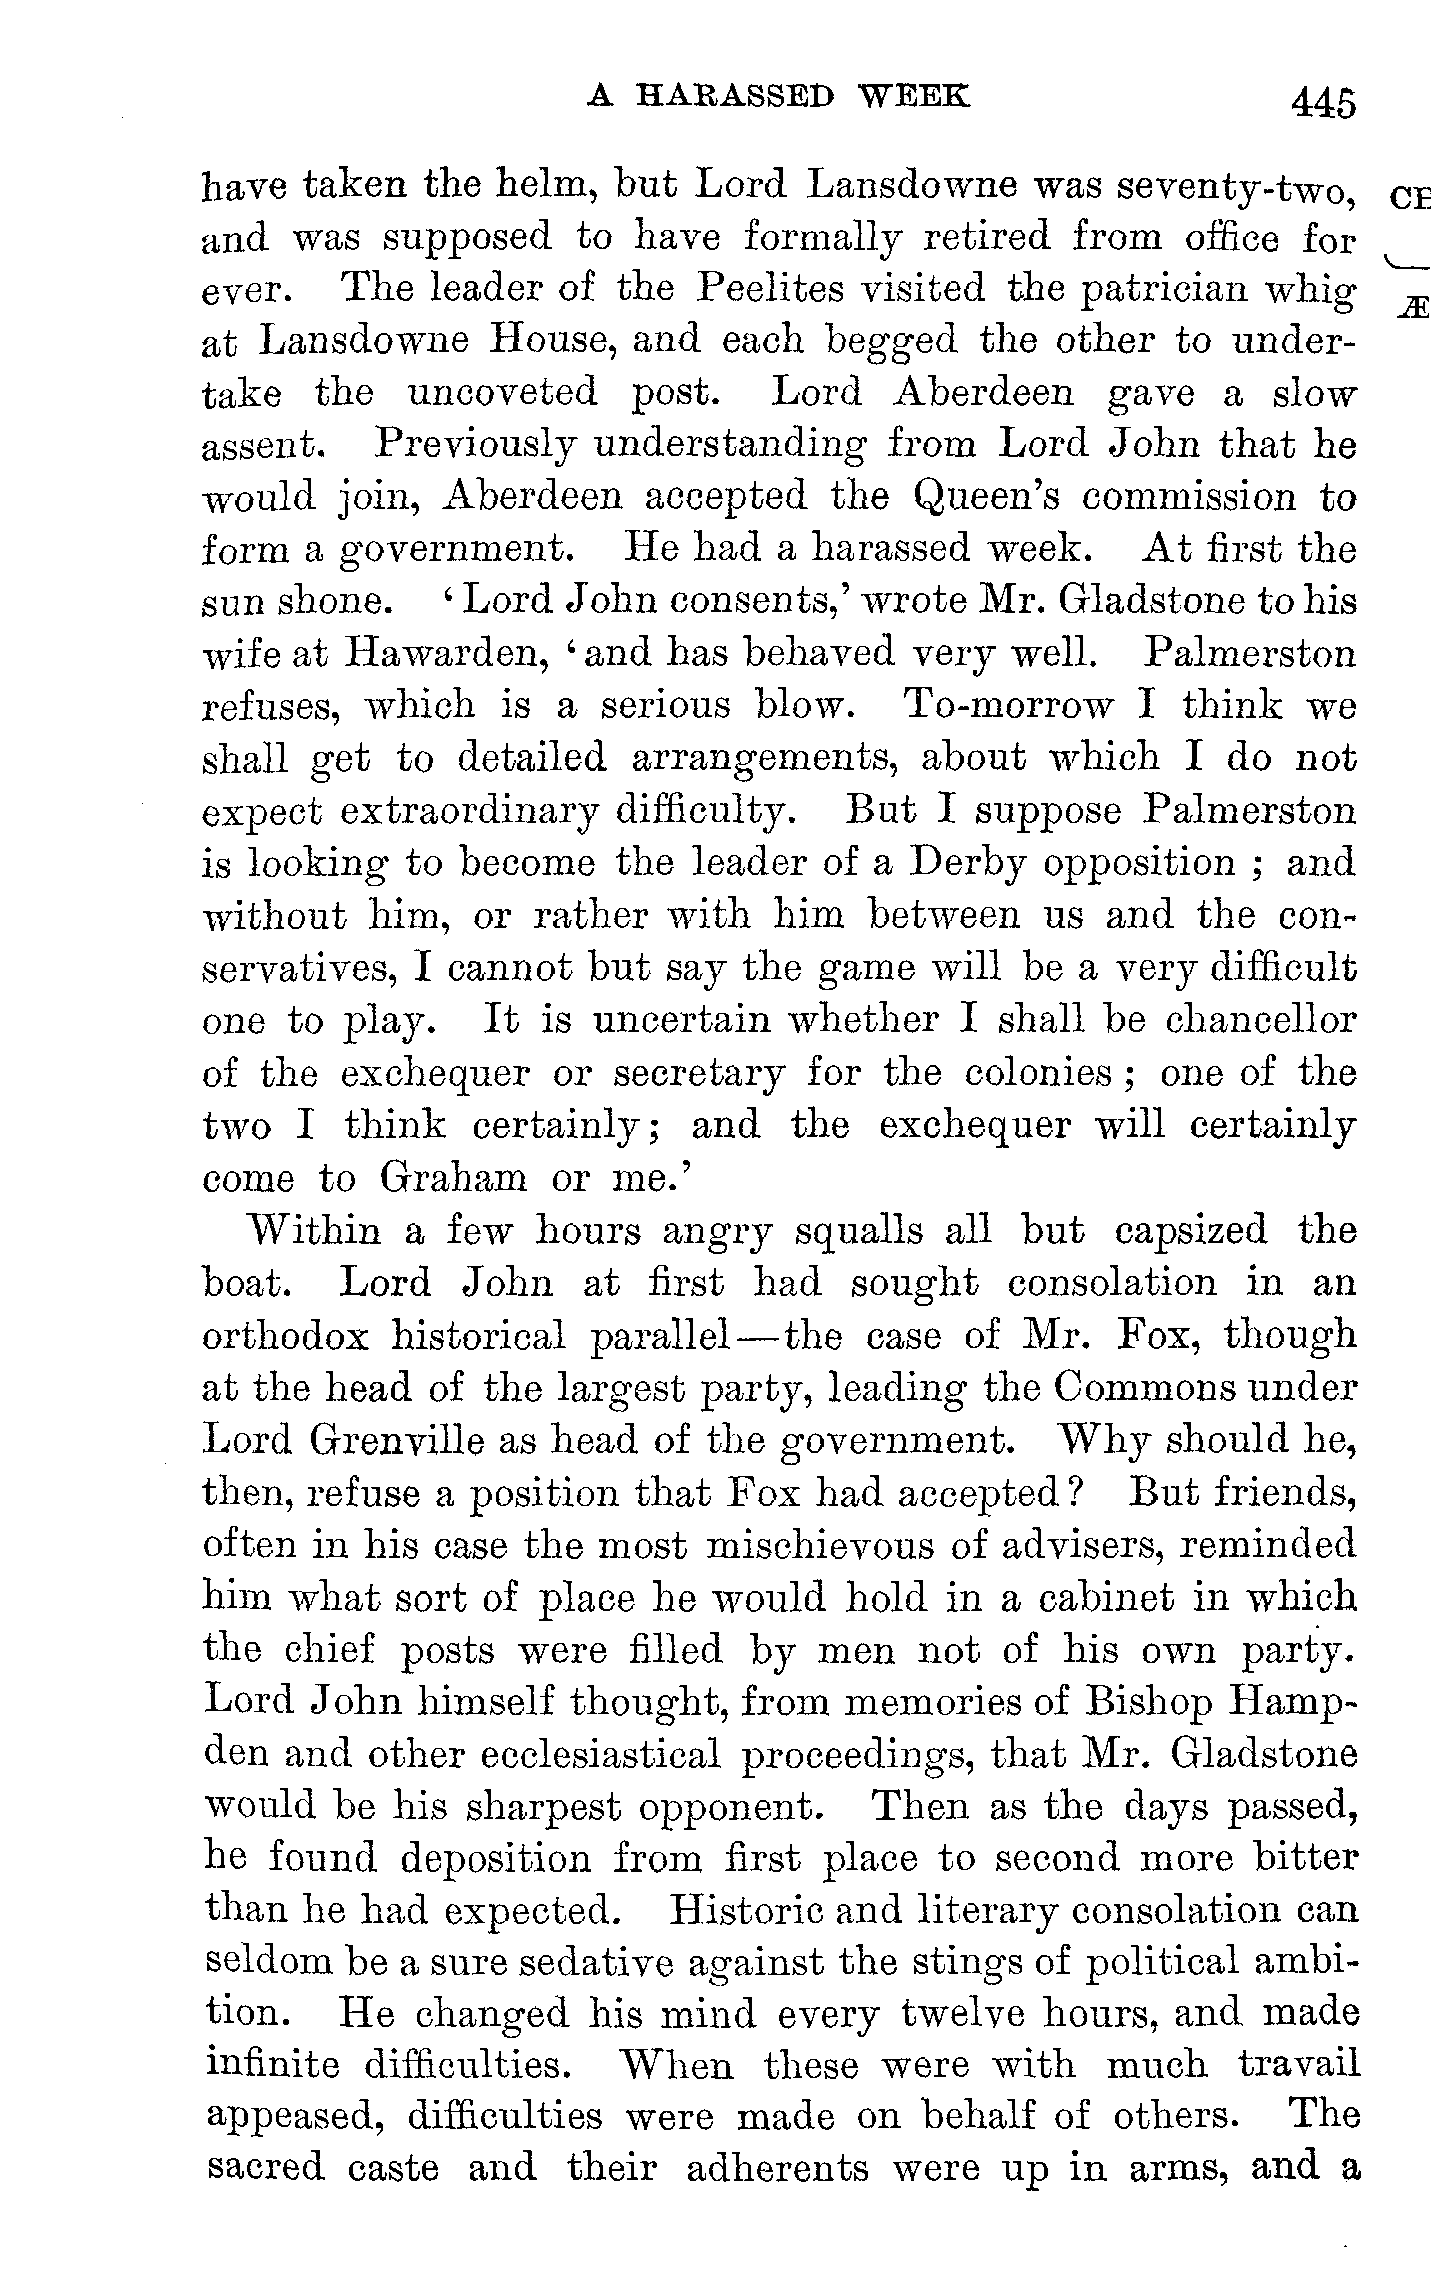 A HARASSED WEEK 445
have taken the helm, but Lord Lansdowne was seventy-two,
and was supposed to have formally retired from office for
ever. The leader of the Peelites visited the patrician whig
at Lansdowne House, and each begged the other to under-
take the uncoveted post. Lord Aberdeen gave a slow
assent. Previously understanding from Lord John that he
would join, Aberdeen accepted the Queen's commission to
form a government. He had a harassed week. At first the
sun shone. ‘Lord John consents,’ wrote Mr. Gladstone to his
wife at Hawarden, ‘and has behaved very well. Palmerston
refuses, which is a serious blow. To-morrow I think we
shall get to detailed arrangements, about which I do not
expect extraordinary difficulty. But I suppose Palmerston
is looking to become the leader of a Derby opposition ; and
without him, or rather with him between us and the con-
servatives, I cannot but say the game will be a very difficult
one to play. It is uncertain whether I shall be chancellor
of the exchequer or secretary for the colonies ; one of the
two I think certainly; and the exchequer will certainly
come to Graham or me.’
Within a few hours angry squalls all but capsized the
boat. Lord John at first had sought consolation in an
orthodox historical parallel—the case of Mr. Fox, though
at the head of the largest party, leading the Commons under
Lord Grenville as head of the government. Why should he,
then, refuse a position that Fox had accepted? But friends,
often in his case the most mischievous of advisers, reminded
him what sort of place he would hold in a cabinet in which
the chief posts were filled by men not of his own party.
Lord John himself thought, from memories of Bishop Hamp-
den and other ecclesiastical proceedings, that Mr. Gladstone
would be his sharpest opponent. Then as the days passed,
he found deposition from first place to second more bitter
than he had expected. Historic and literary consolation can
seldom be a sure sedative against the stings of political ambi-
tion. He changed his mind every twelve hours, and made
infinite difficulties. When these were with much travail
appeased, difficulties were made on behalf of others. The
sacred caste and their adherents were up in arms, and a